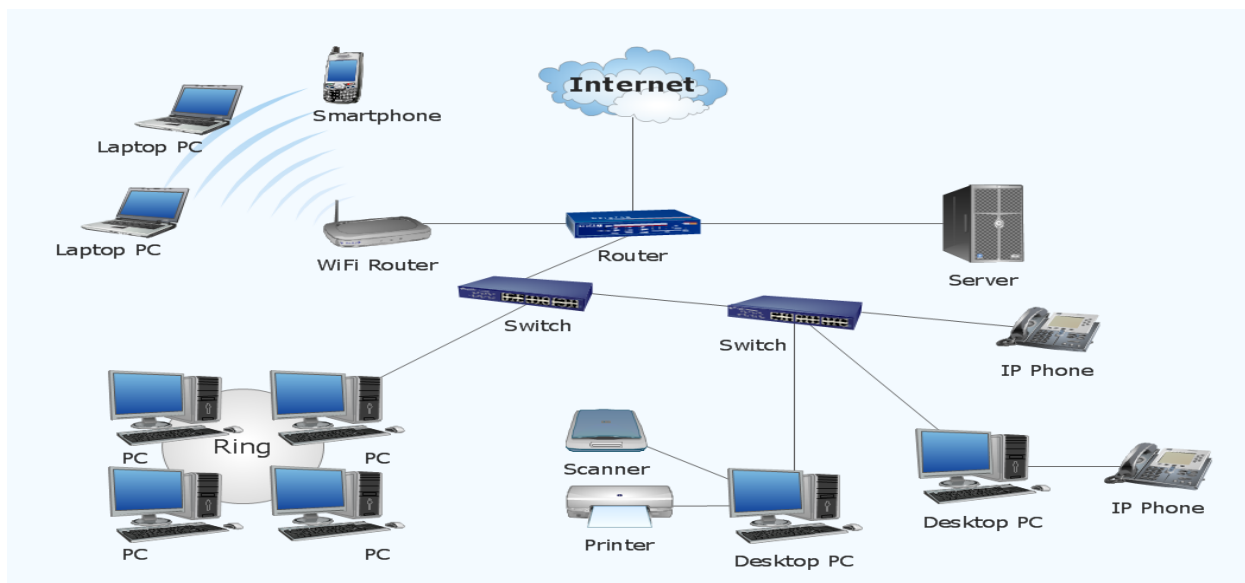 Internet
Smartphone
Laptop PC
Laptop PC
WiFi Router
Router
Server
Switch
Switch
IP Phone
Ring
PC
PC
PC
PC
Scanner
Printer
Desktop PC
Desktop PC
IP Phone